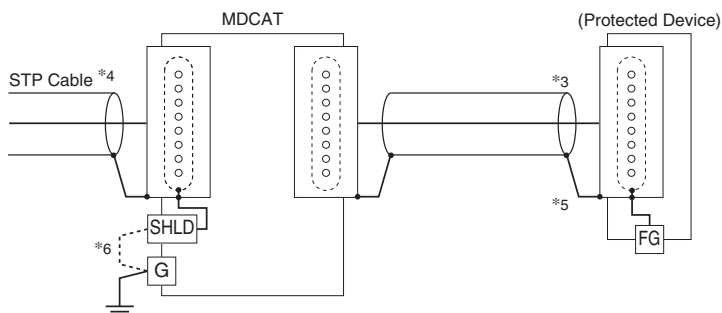 MDCAT
(Protected Device)
STP Cable *4
*3
*5
SHLD
*6
G
FG